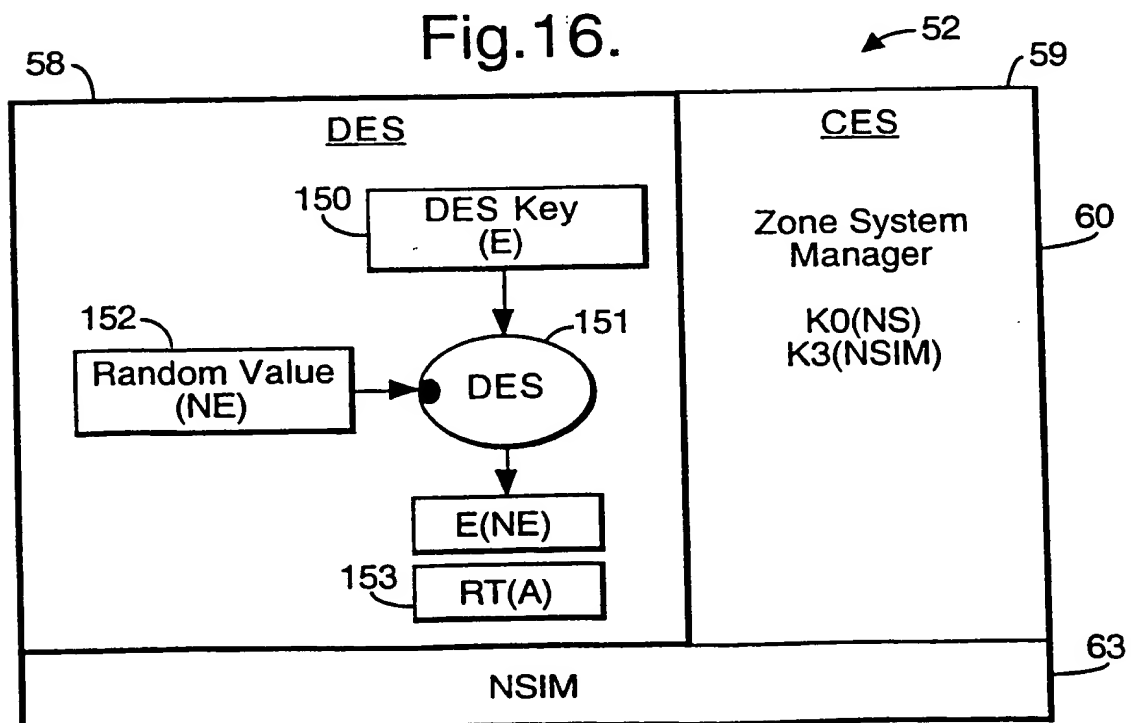 Fig.16.
52
58
59
DES
CES
150
DES Key
(E)
Zone System
Manager
60
152
151
K0(NS)
K3(NSIM)
Random Value
(NE)
DES
E(NE)
153
RT(A)
63
NSIM